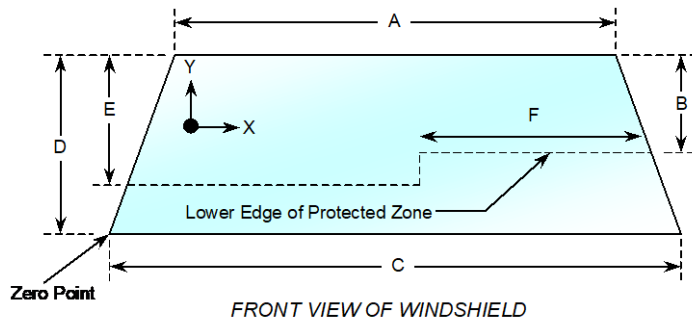 A
Y
E
B
F
X
D
Lower Edge of Protected Zone
C
Zero Point
FRONT VIEW OF WINDSHIELD